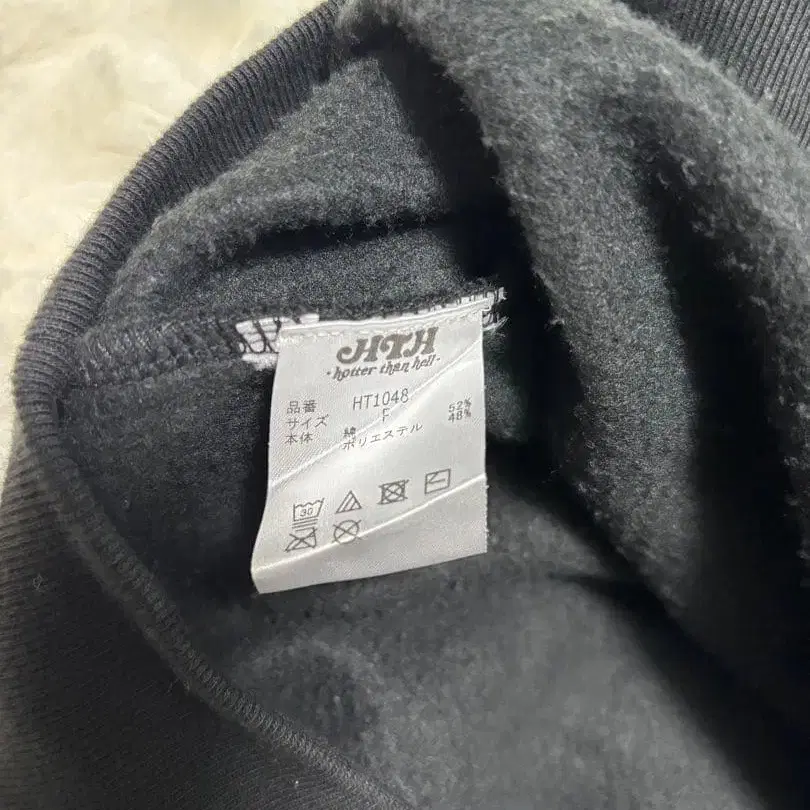 HTH
・hotter than hell・
品番 HT1048
サイズ F
本体 綿 52%
ポリエステル 48%
30